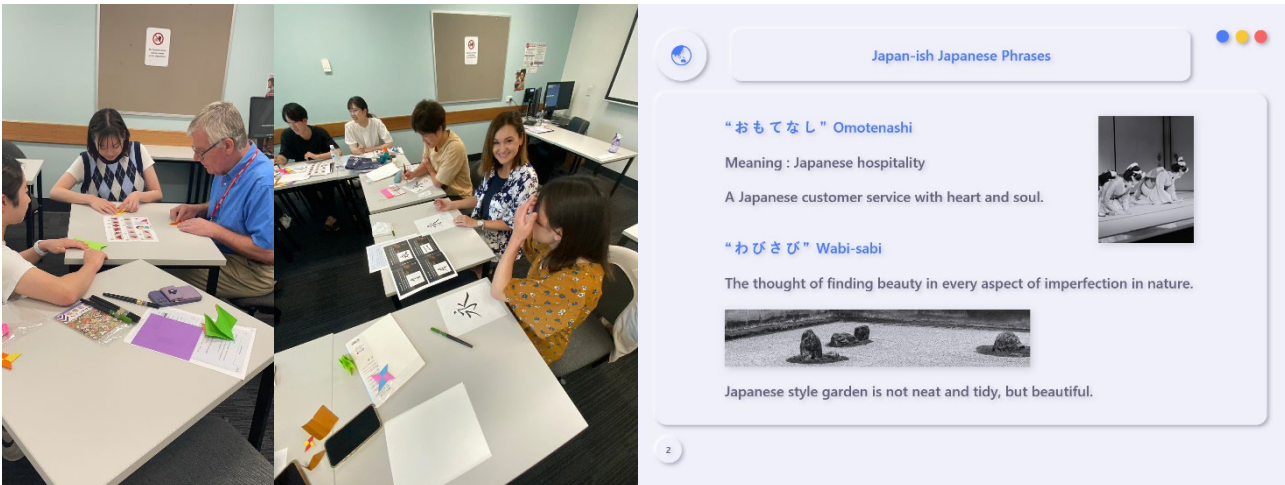 Japan-ish Japanese Phrases
“おもてなし” Omotenashi
Meaning : Japanese hospitality
A Japanese customer service with heart and soul.
“わびさび” Wabi-sabi
The thought of finding beauty in every aspect of imperfection in nature.
Japanese style garden is not neat and tidy, but beautiful.
2